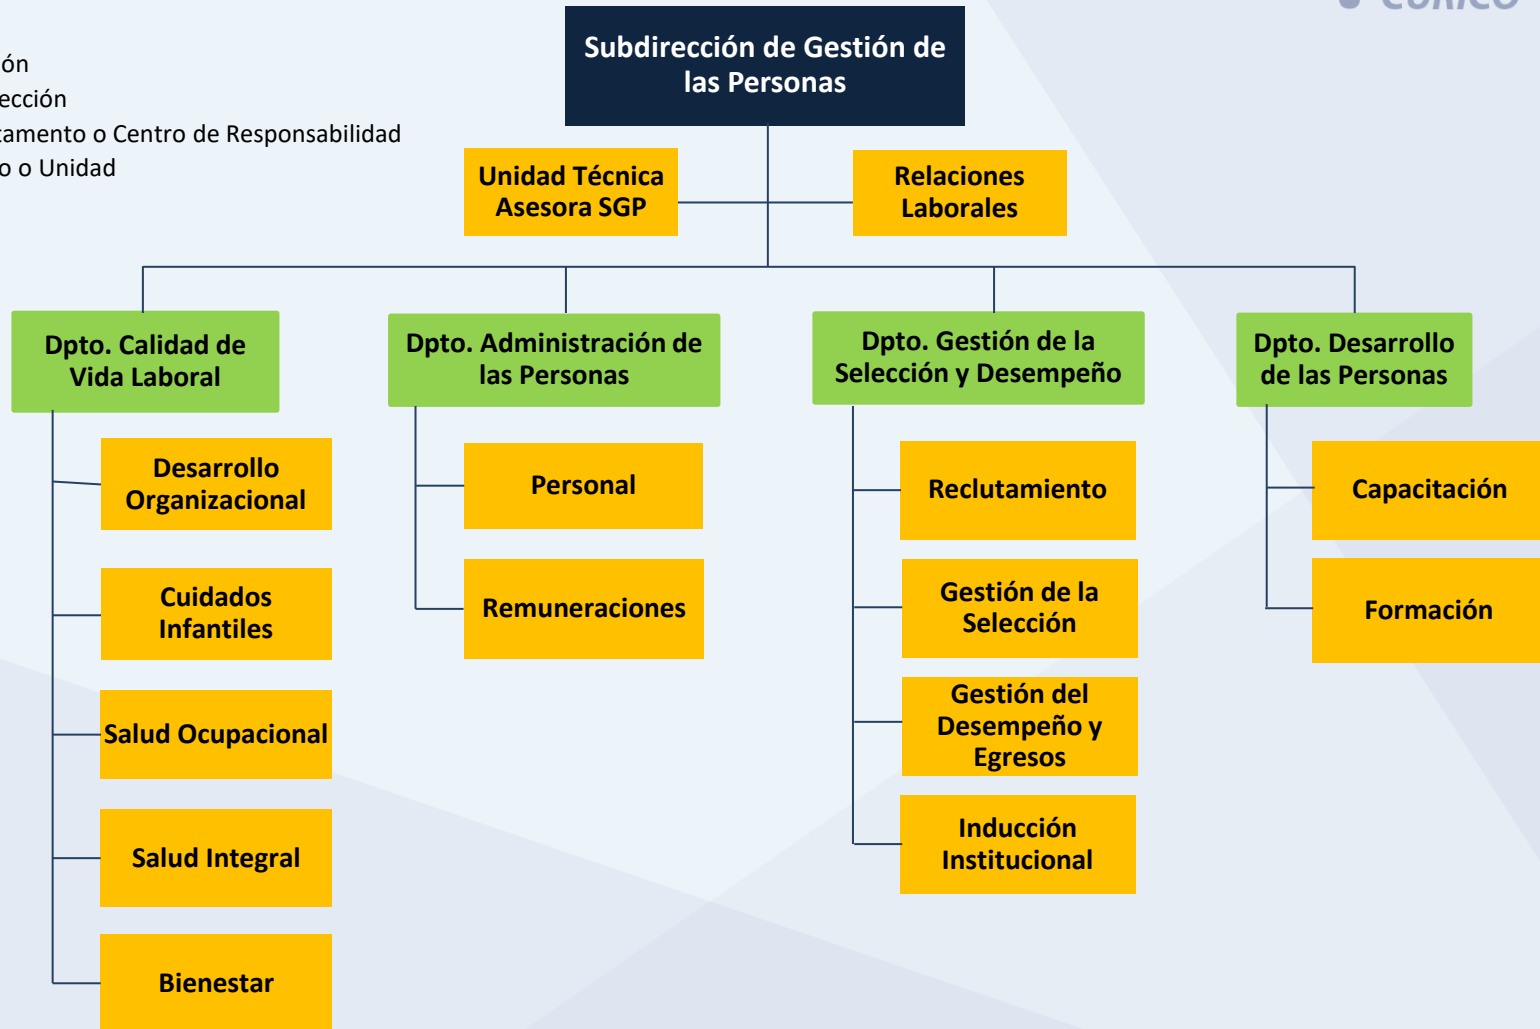 CURICÓ
Subdirección de Gestión de
las Personas
ón
ección
tamento o Centro de Responsabilidad
o o Unidad
Unidad Técnica
Asesora SGP
Relaciones
Laborales
Dpto. Calidad de
Vida Laboral
Dpto. Administración de
las Personas
Dpto. Gestión de la
Selección y Desempeño
Dpto. Desarrollo
de las Personas
Desarrollo
Organizacional
Cuidados
Infantiles
Salud Ocupacional
Salud Integral
Bienestar
Personal
Remuneraciones
Reclutamiento
Gestión de la
Selección
Gestión del
Desempeño y
Egresos
Inducción
Institucional
Capacitación
Formación